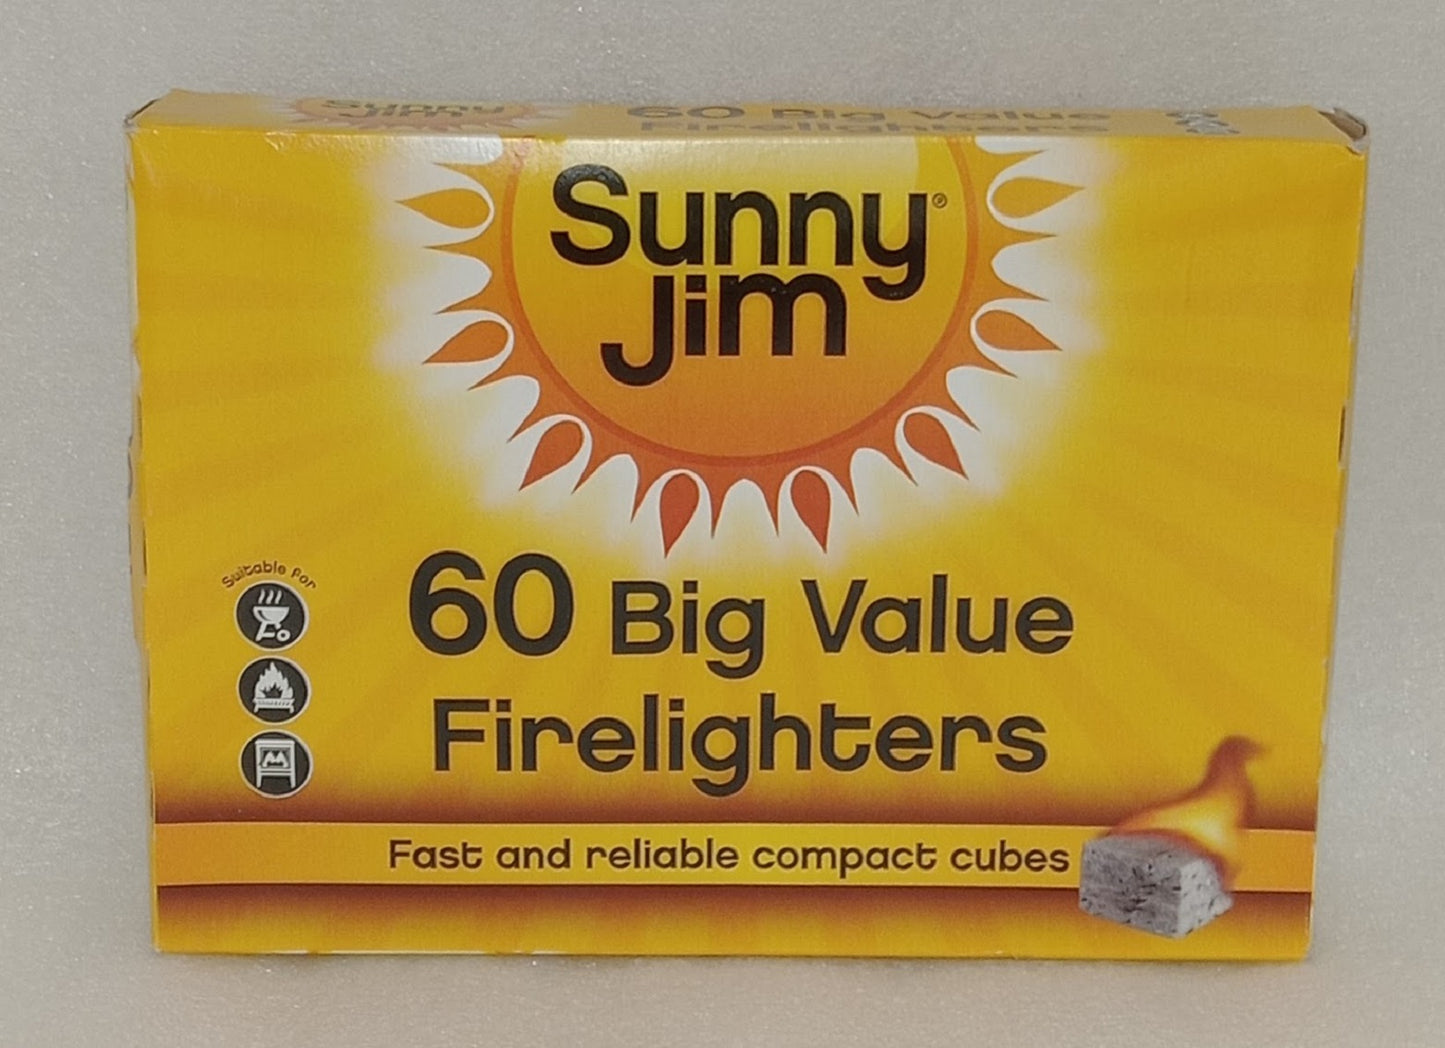 Sunny
Jim
60 Big Value
Firelighters
Sunny®
Jim
Suitable for
60 Big Value
Firelighters
Fast and reliable compact cubes